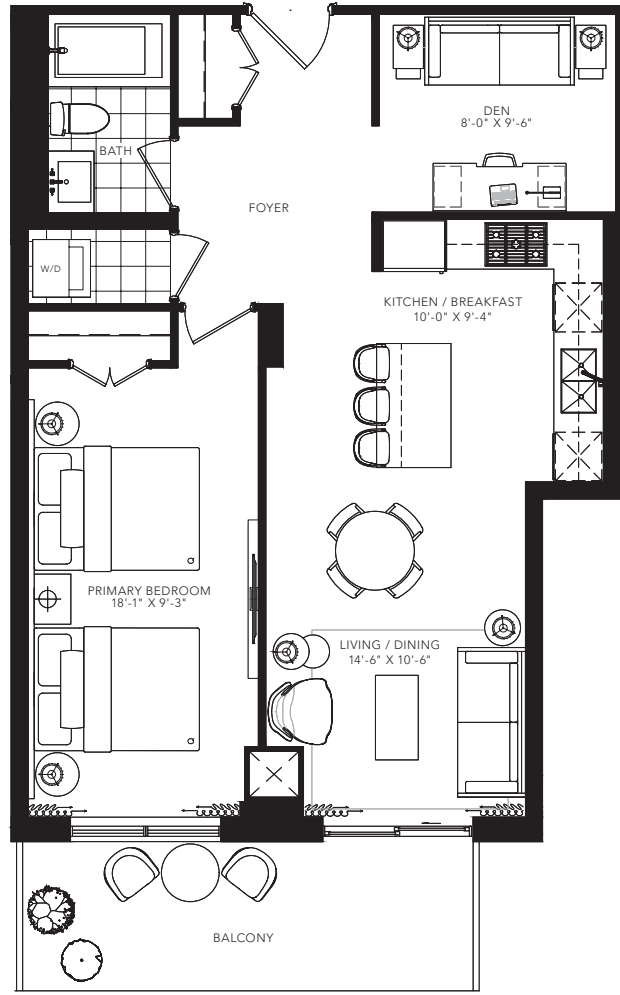 DEN
8'-0" X 9'-6"
BATH
FOYER
W/D
KITCHEN / BREAKFAST
10'-0" X 9'-4"
PRIMARY BEDROOM
18'-1" X 9'-3"
LIVING / DINING
14'-6" X 10'-6"
BALCONY